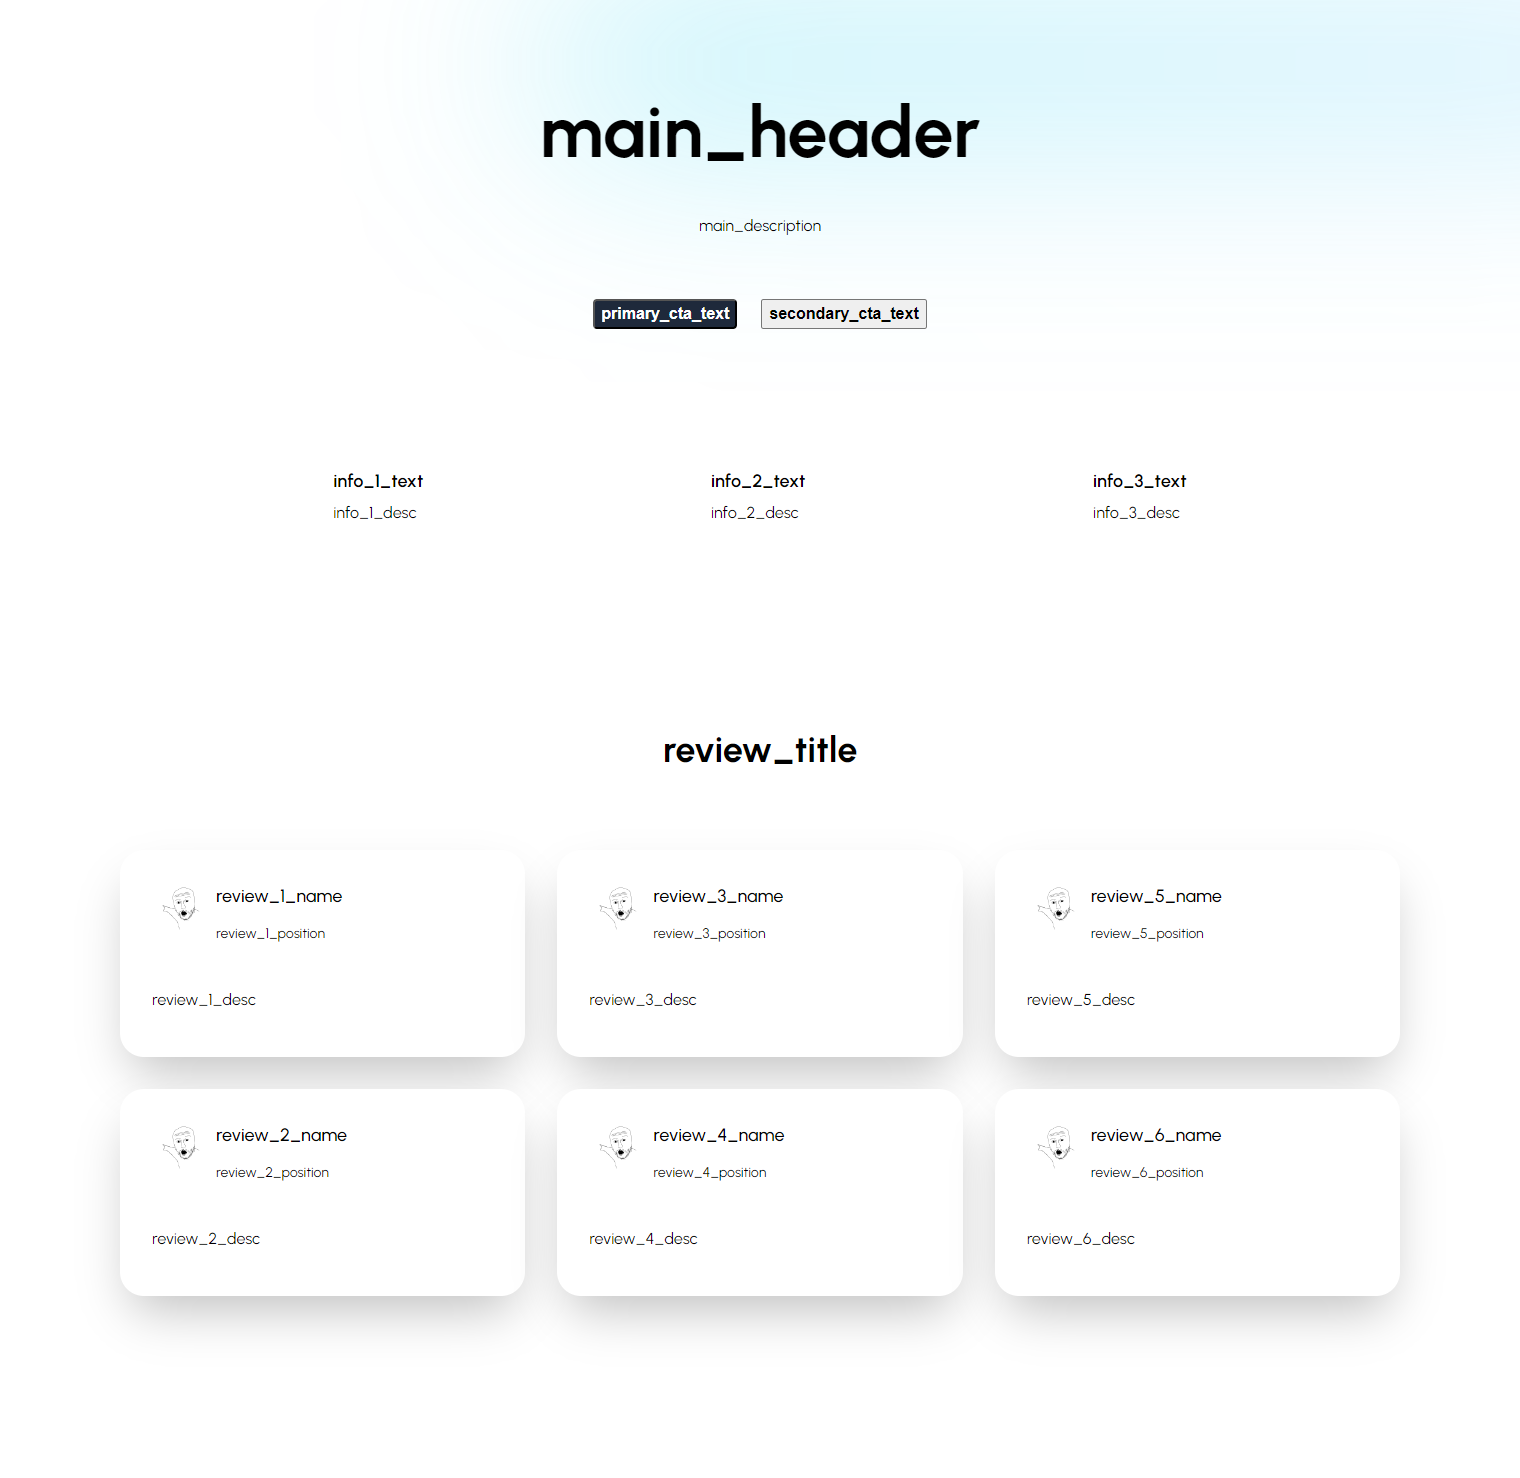 main_header
main_description
primary_cta_text
secondary_cta_text
info_1_text
info_1_desc
info_2_text
info_2_desc
info_3_text
info_3_desc
review_title
review_1_name
review_1_position
review_1_desc
review_3_name
review_3_position
review_3_desc
review_5_name
review_5_position
review_5_desc
review_2_name
review_2_position
review_2_desc
review_4_name
review_4_position
review_4_desc
review_6_name
review_6_position
review_6_desc